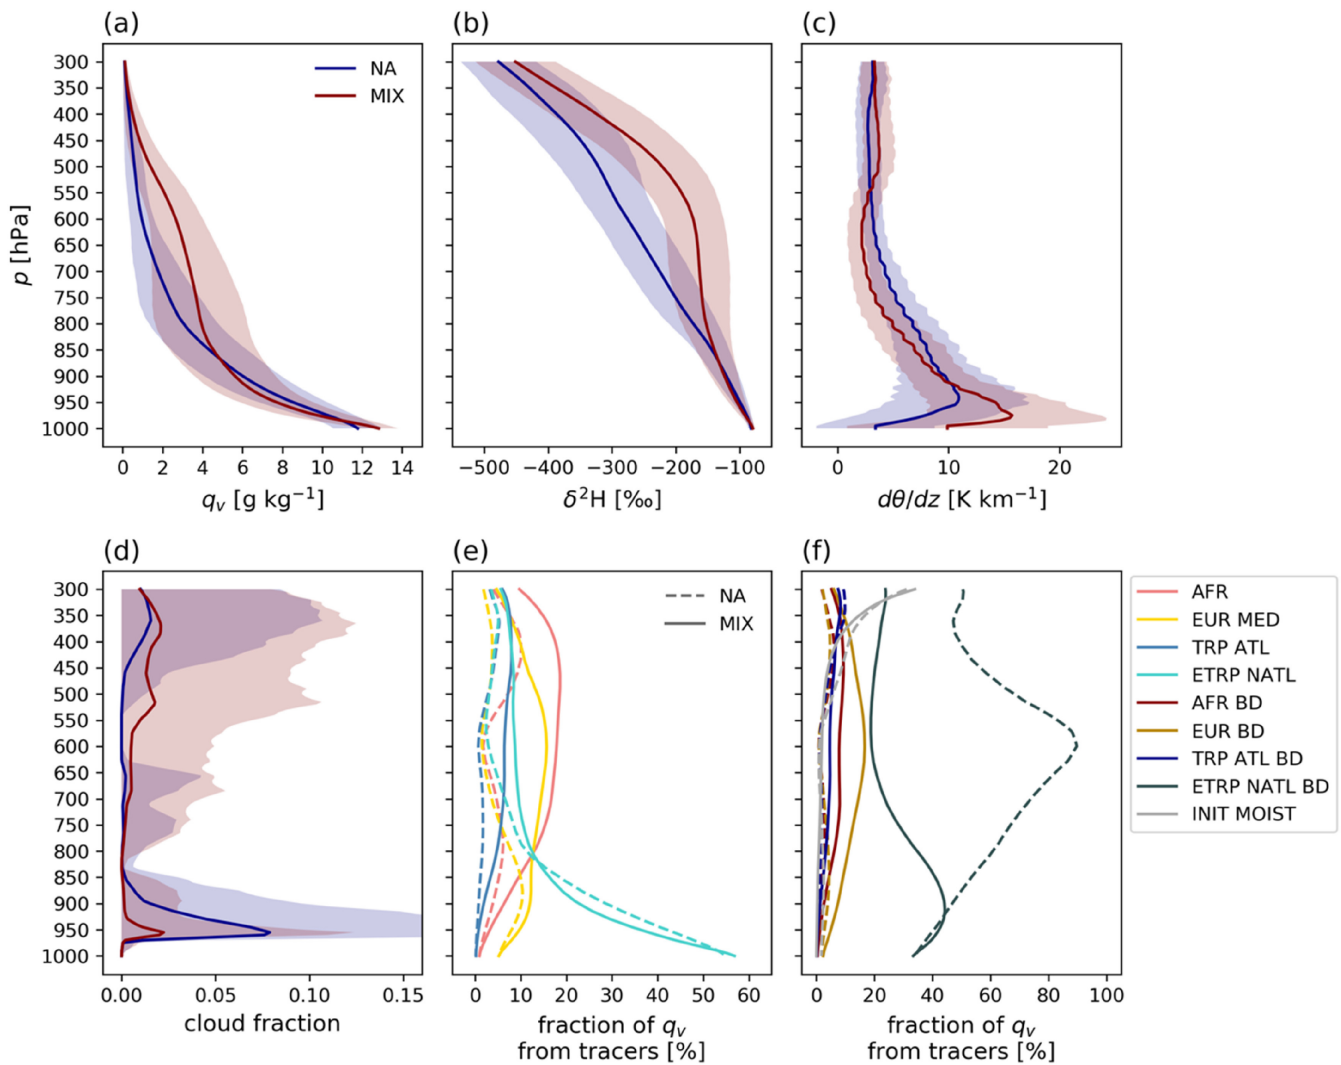 (a)
(b)
(c)
NA
MIX
300
350
400
450
500
550
600
650
700
750
800
850
900
950
1000
p [hPa]
0 2 4 6 8 10 12 14
−500 −400 −300 −200 −100
0 10 20
qᵥ [g kg⁻¹]
δ²H [‰]
dθ/dz [K km⁻¹]
(d)
(e)
(f)
300
350
400
450
500
550
600
650
700
750
800
850
900
950
1000
NA
MIX
AFR
EUR MED
TRP ATL
ETRP NATL
AFR BD
EUR BD
TRP ATL BD
ETRP NATL BD
INIT MOIST
0.00 0.05 0.10 0.15
0 10 20 30 40 50 60
0 20 40 60 80 100
cloud fraction
fraction of qᵥ
from tracers [%]
fraction of qᵥ
from tracers [%]